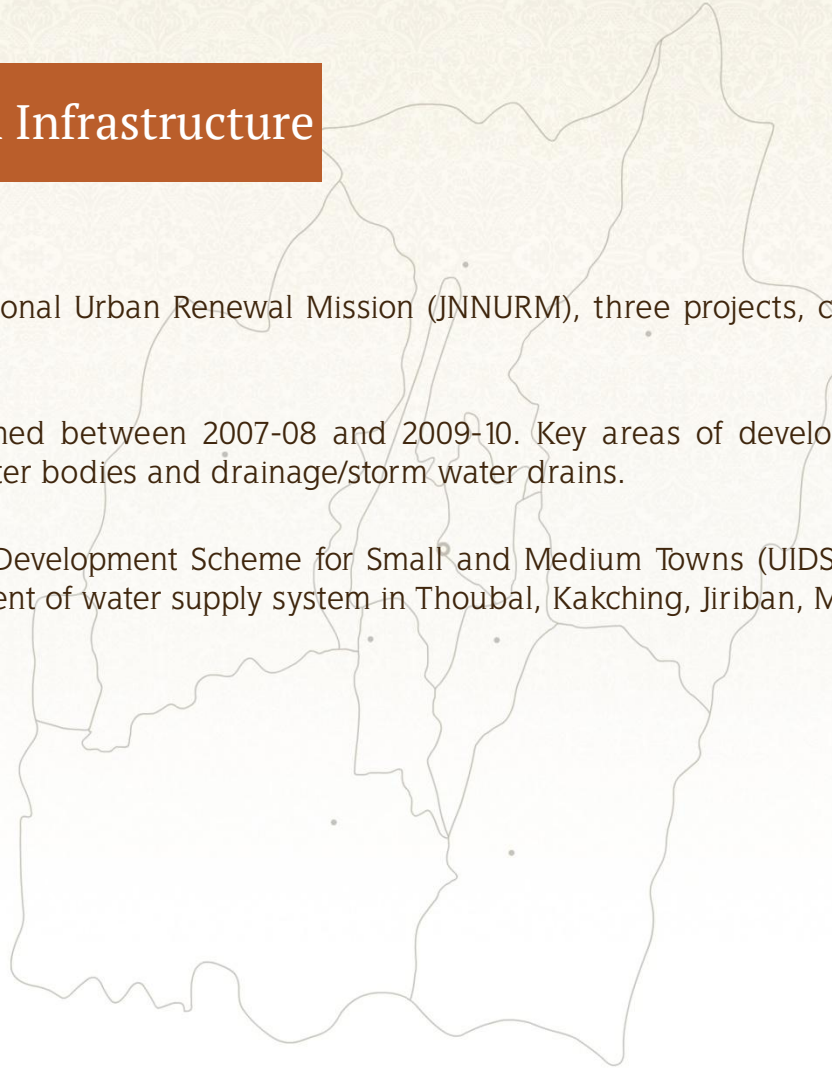 Infrastructure
onal Urban Renewal Mission (JNNURM), three projects, c
ned between 2007-08 and 2009-10. Key areas of develo
ter bodies and drainage/storm water drains.
Development Scheme for Small and Medium Towns (UIDS
ent of water supply system in Thoubal, Kakching, Jiriban, M